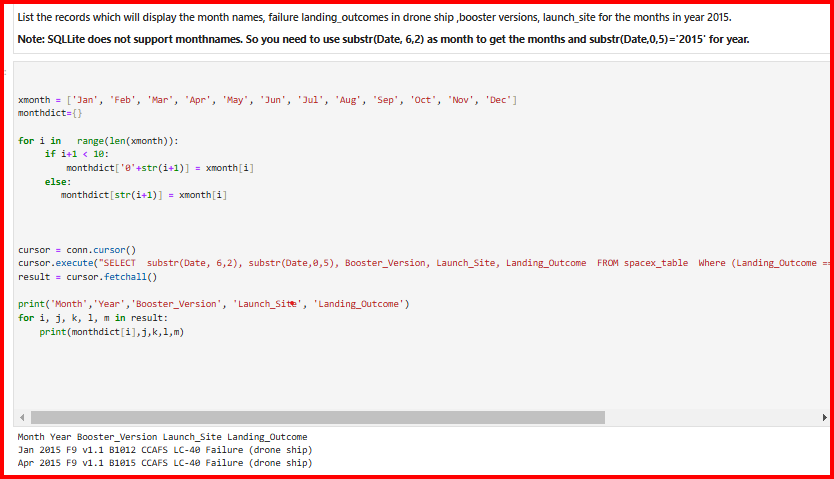 List the records which will display the month names, failure landing_outcomes in drone ship ,booster versions, launch_site for the months in year 2015.
Note: SQLLite does not support monthnames. So you need to use substr(Date, 6,2) as month to get the months and substr(Date,0,5)='2015' for year.
xmonth = ['Jan', 'Feb', 'Mar', 'Apr', 'May', 'Jun', 'Jul', 'Aug', 'Sep', 'Oct', 'Nov', 'Dec']
monthdict={}
for i in range(len(xmonth)):
if i+1 < 10:
monthdict['0'+str(i+1)] = xmonth[i]
else:
monthdict[str(i+1)] = xmonth[i]
cursor = conn.cursor()
cursor.execute("SELECT substr(Date, 6,2), substr(Date,0,5), Booster_Version, Launch_Site, Landing_Outcome FROM spacex_table Where (Landing_Outcome ==
result = cursor.fetchall()
print('Month','Year','Booster_Version', 'Launch_Site', 'Landing_Outcome')
for i, j, k, l, m in result:
print(monthdict[i],j,k,l,m)
Month Year Booster_Version Launch_Site Landing_Outcome
Jan 2015 F9 v1.1 B1012 CCAFS LC-40 Failure (drone ship)
Apr 2015 F9 v1.1 B1015 CCAFS LC-40 Failure (drone ship)